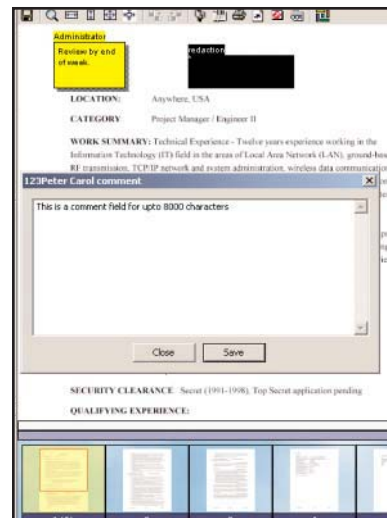 Administrator
Review by end
of weak.
redaction
LOCATION: Anywhere, USA
CATEGORY Project Manager / Engineer II
WORK SUMMARY: Technical Experience - Twelve years experience working in the
Information Technology (IT) field in the areas of Local Area Network (LAN), ground-bas
RF transmission, TCP/IP network and system administration, wireless data communication
123Peter Carol comment
This is a comment field for upto 8000 characters
Close Save
SECURITY CLEARANCE Secret (1991-1998), Top Secret application pending
QUALIFYING EXPERIENCE: